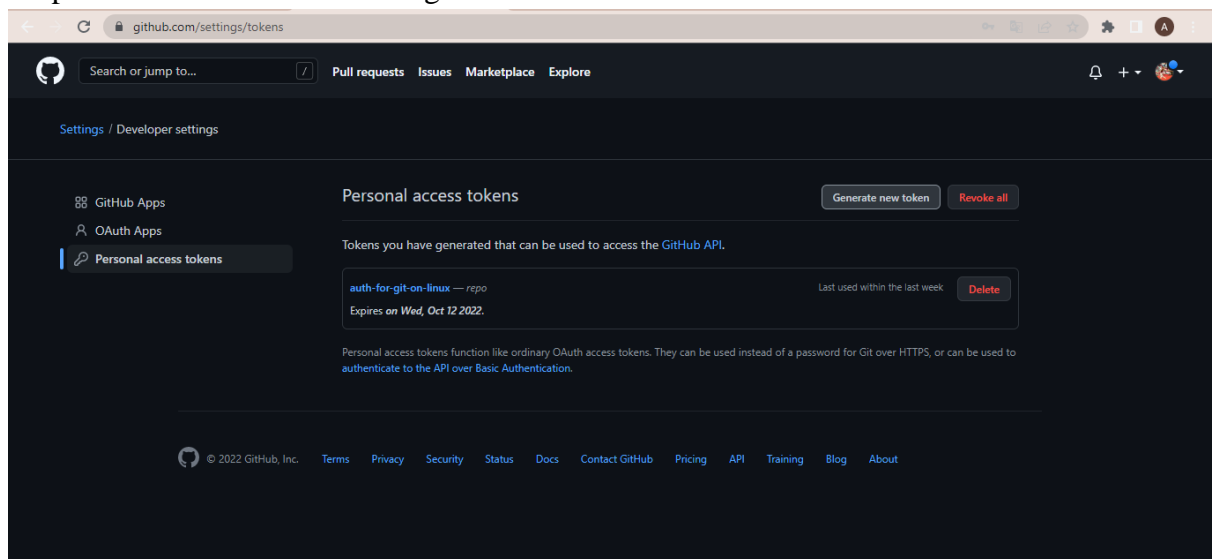 github.com/settings/tokens
A
Search or jump to... /
Pull requests Issues Marketplace Explore
Settings / Developer settings
GitHub Apps
OAuth Apps
Personal access tokens
Personal access tokens
Generate new token
Revoke all
Tokens you have generated that can be used to access the GitHub API.
auth-for-git-on-linux — repo
Last used within the last week
Delete
Expires on Wed, Oct 12 2022.
Personal access tokens function like ordinary OAuth access tokens. They can be used instead of a password for Git over HTTPS, or can be used to
authenticate to the API over Basic Authentication.
© 2022 GitHub, Inc. Terms Privacy Security Status Docs Contact GitHub Pricing API Training Blog About